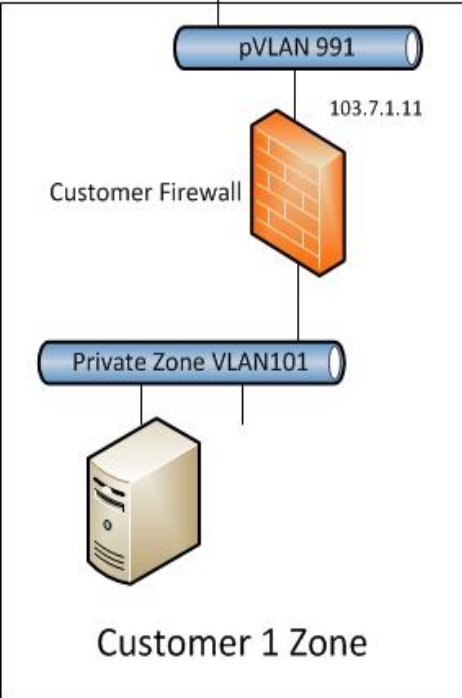 pVLAN 991
103.7.1.11
Customer Firewall
Private Zone VLAN101
Customer 1 Zone